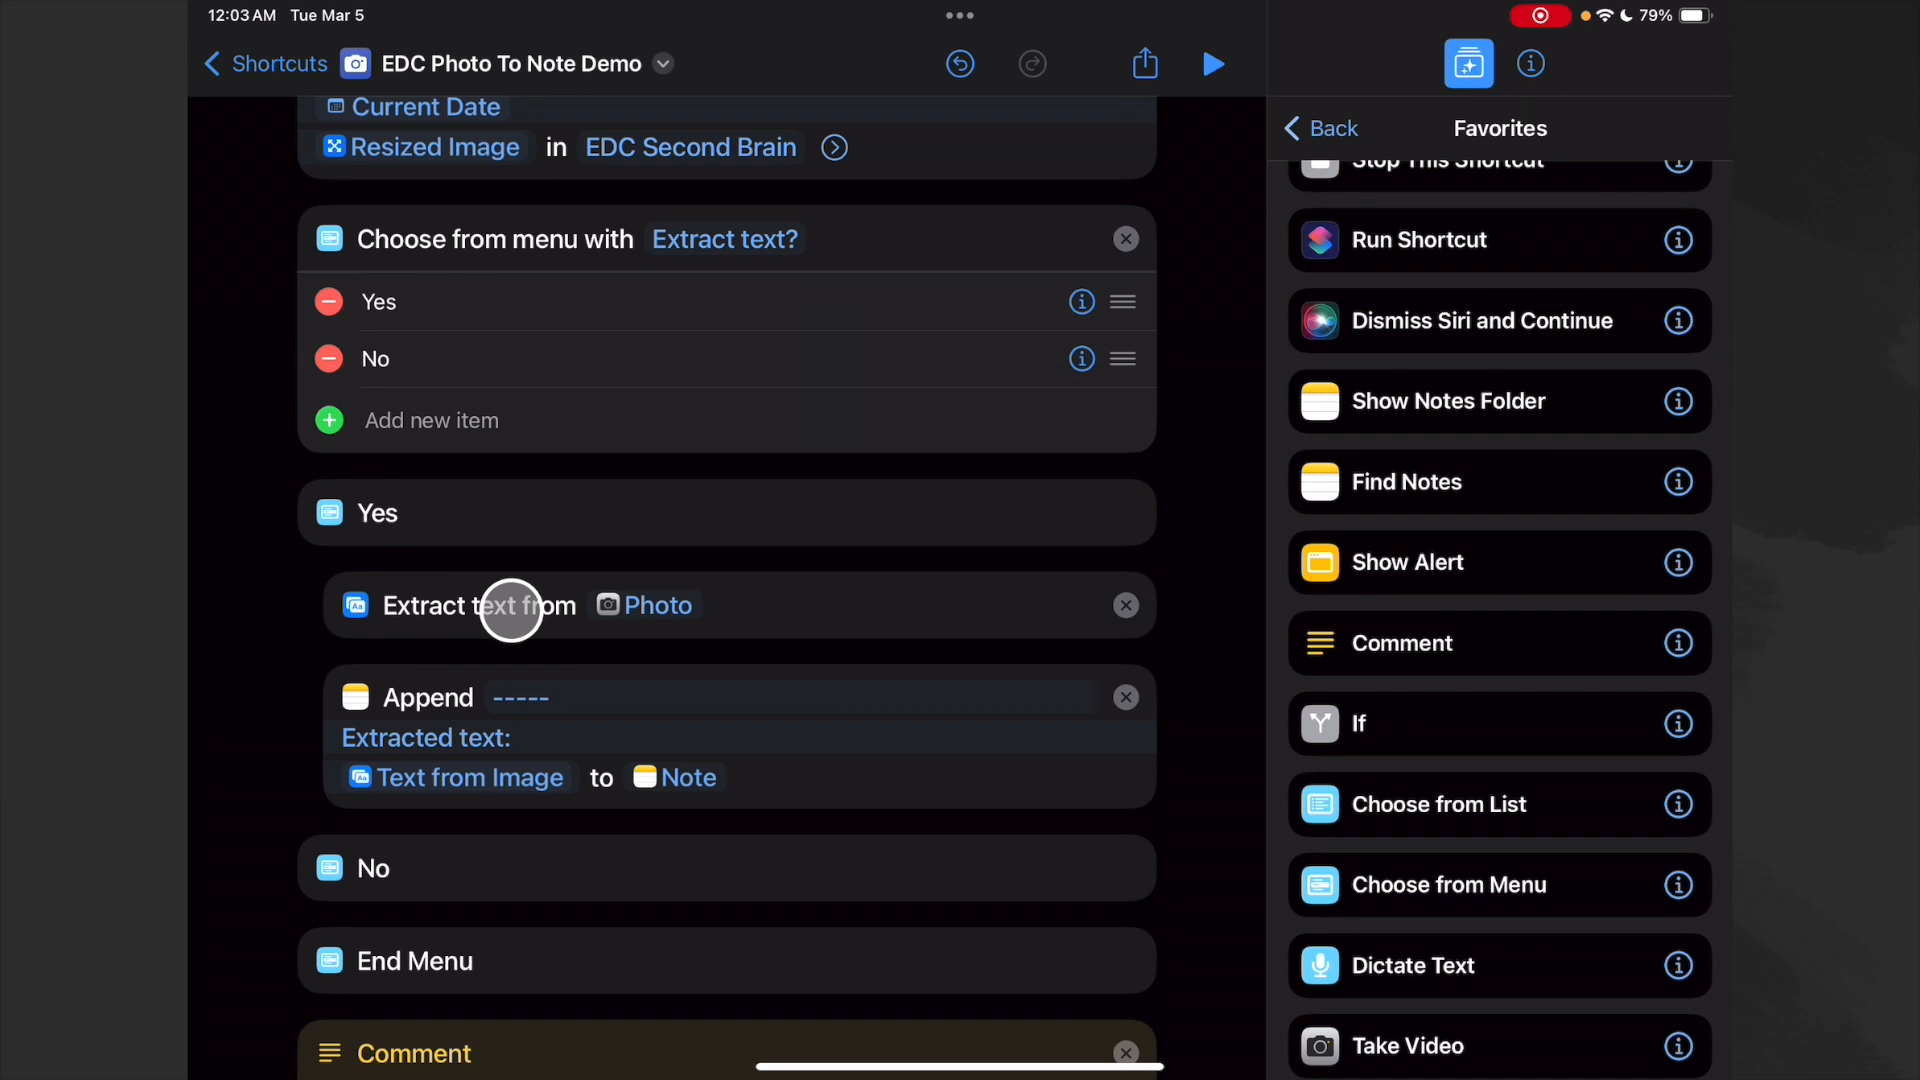 12:03 AM Tue Mar 5
79%
Shortcuts
EDC Photo To Note Demo
Current Date
Resized Image in EDC Second Brain
Choose from menu with Extract text?
Yes
No
Add new item
Yes
Extract text from Photo
Append -----
Extracted text:
Text from Image to Note
No
End Menu
Comment
Back
Favorites
Stop This Shortcut
Run Shortcut
Dismiss Siri and Continue
Show Notes Folder
Find Notes
Show Alert
Comment
If
Choose from List
Choose from Menu
Dictate Text
Take Video